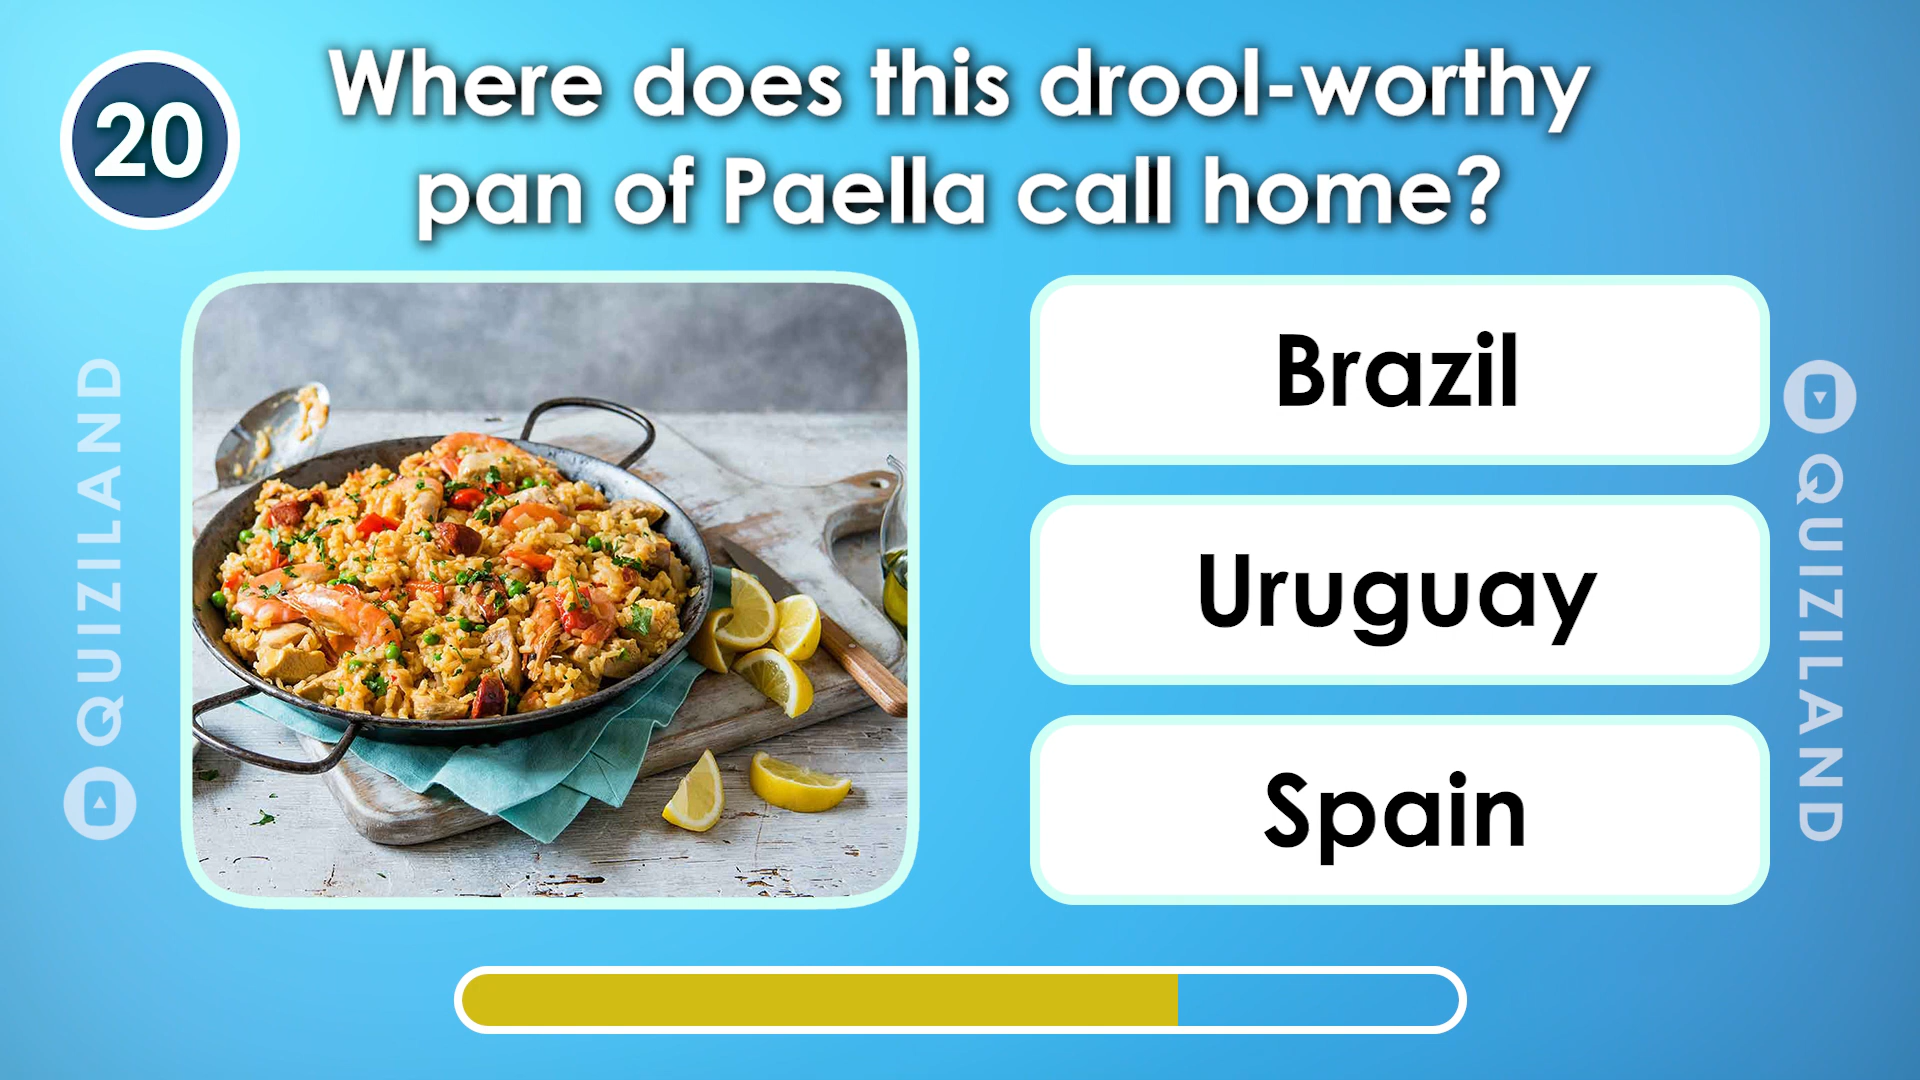 20
Where does this drool-worthy
pan of Paella call home?
Brazil
Uruguay
Spain
QUIZILAND
QUIZILAND